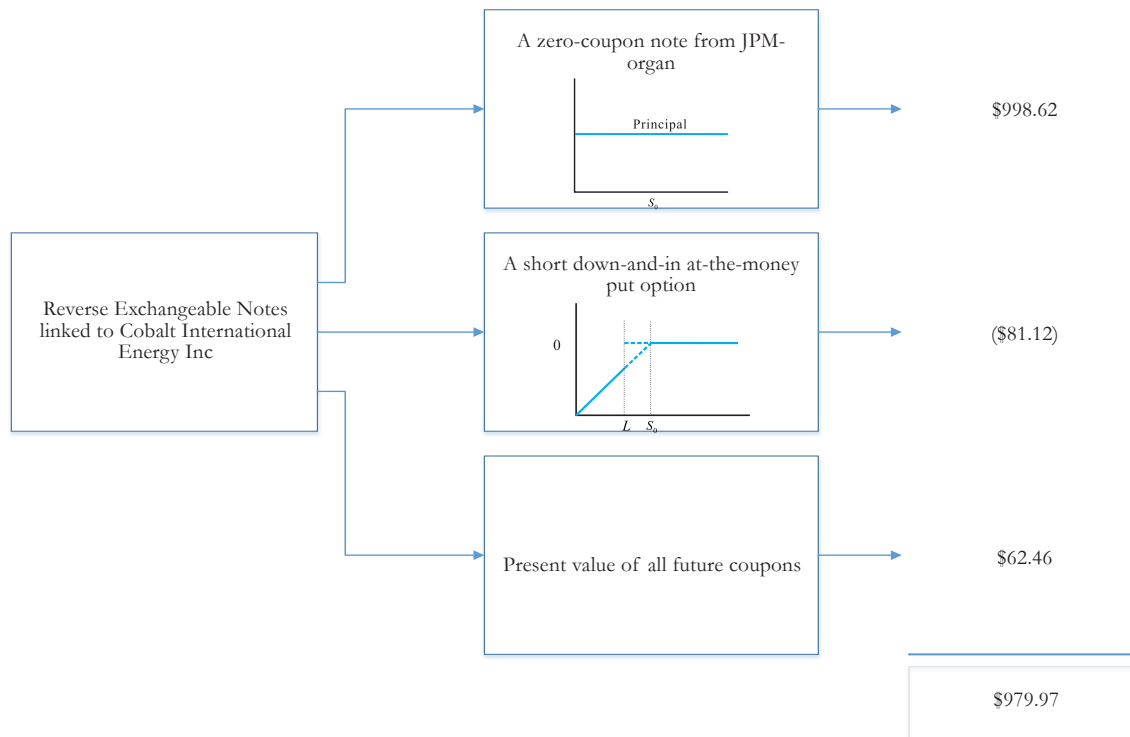 A zero-coupon note from JPM-
organ
Principal
S₀
$998.62
Reverse Exchangeable Notes
linked to Cobalt International
Energy Inc
A short down-and-in at-the-money
put option
0
L S₀
($81.12)
Present value of all future coupons
$62.46
$979.97